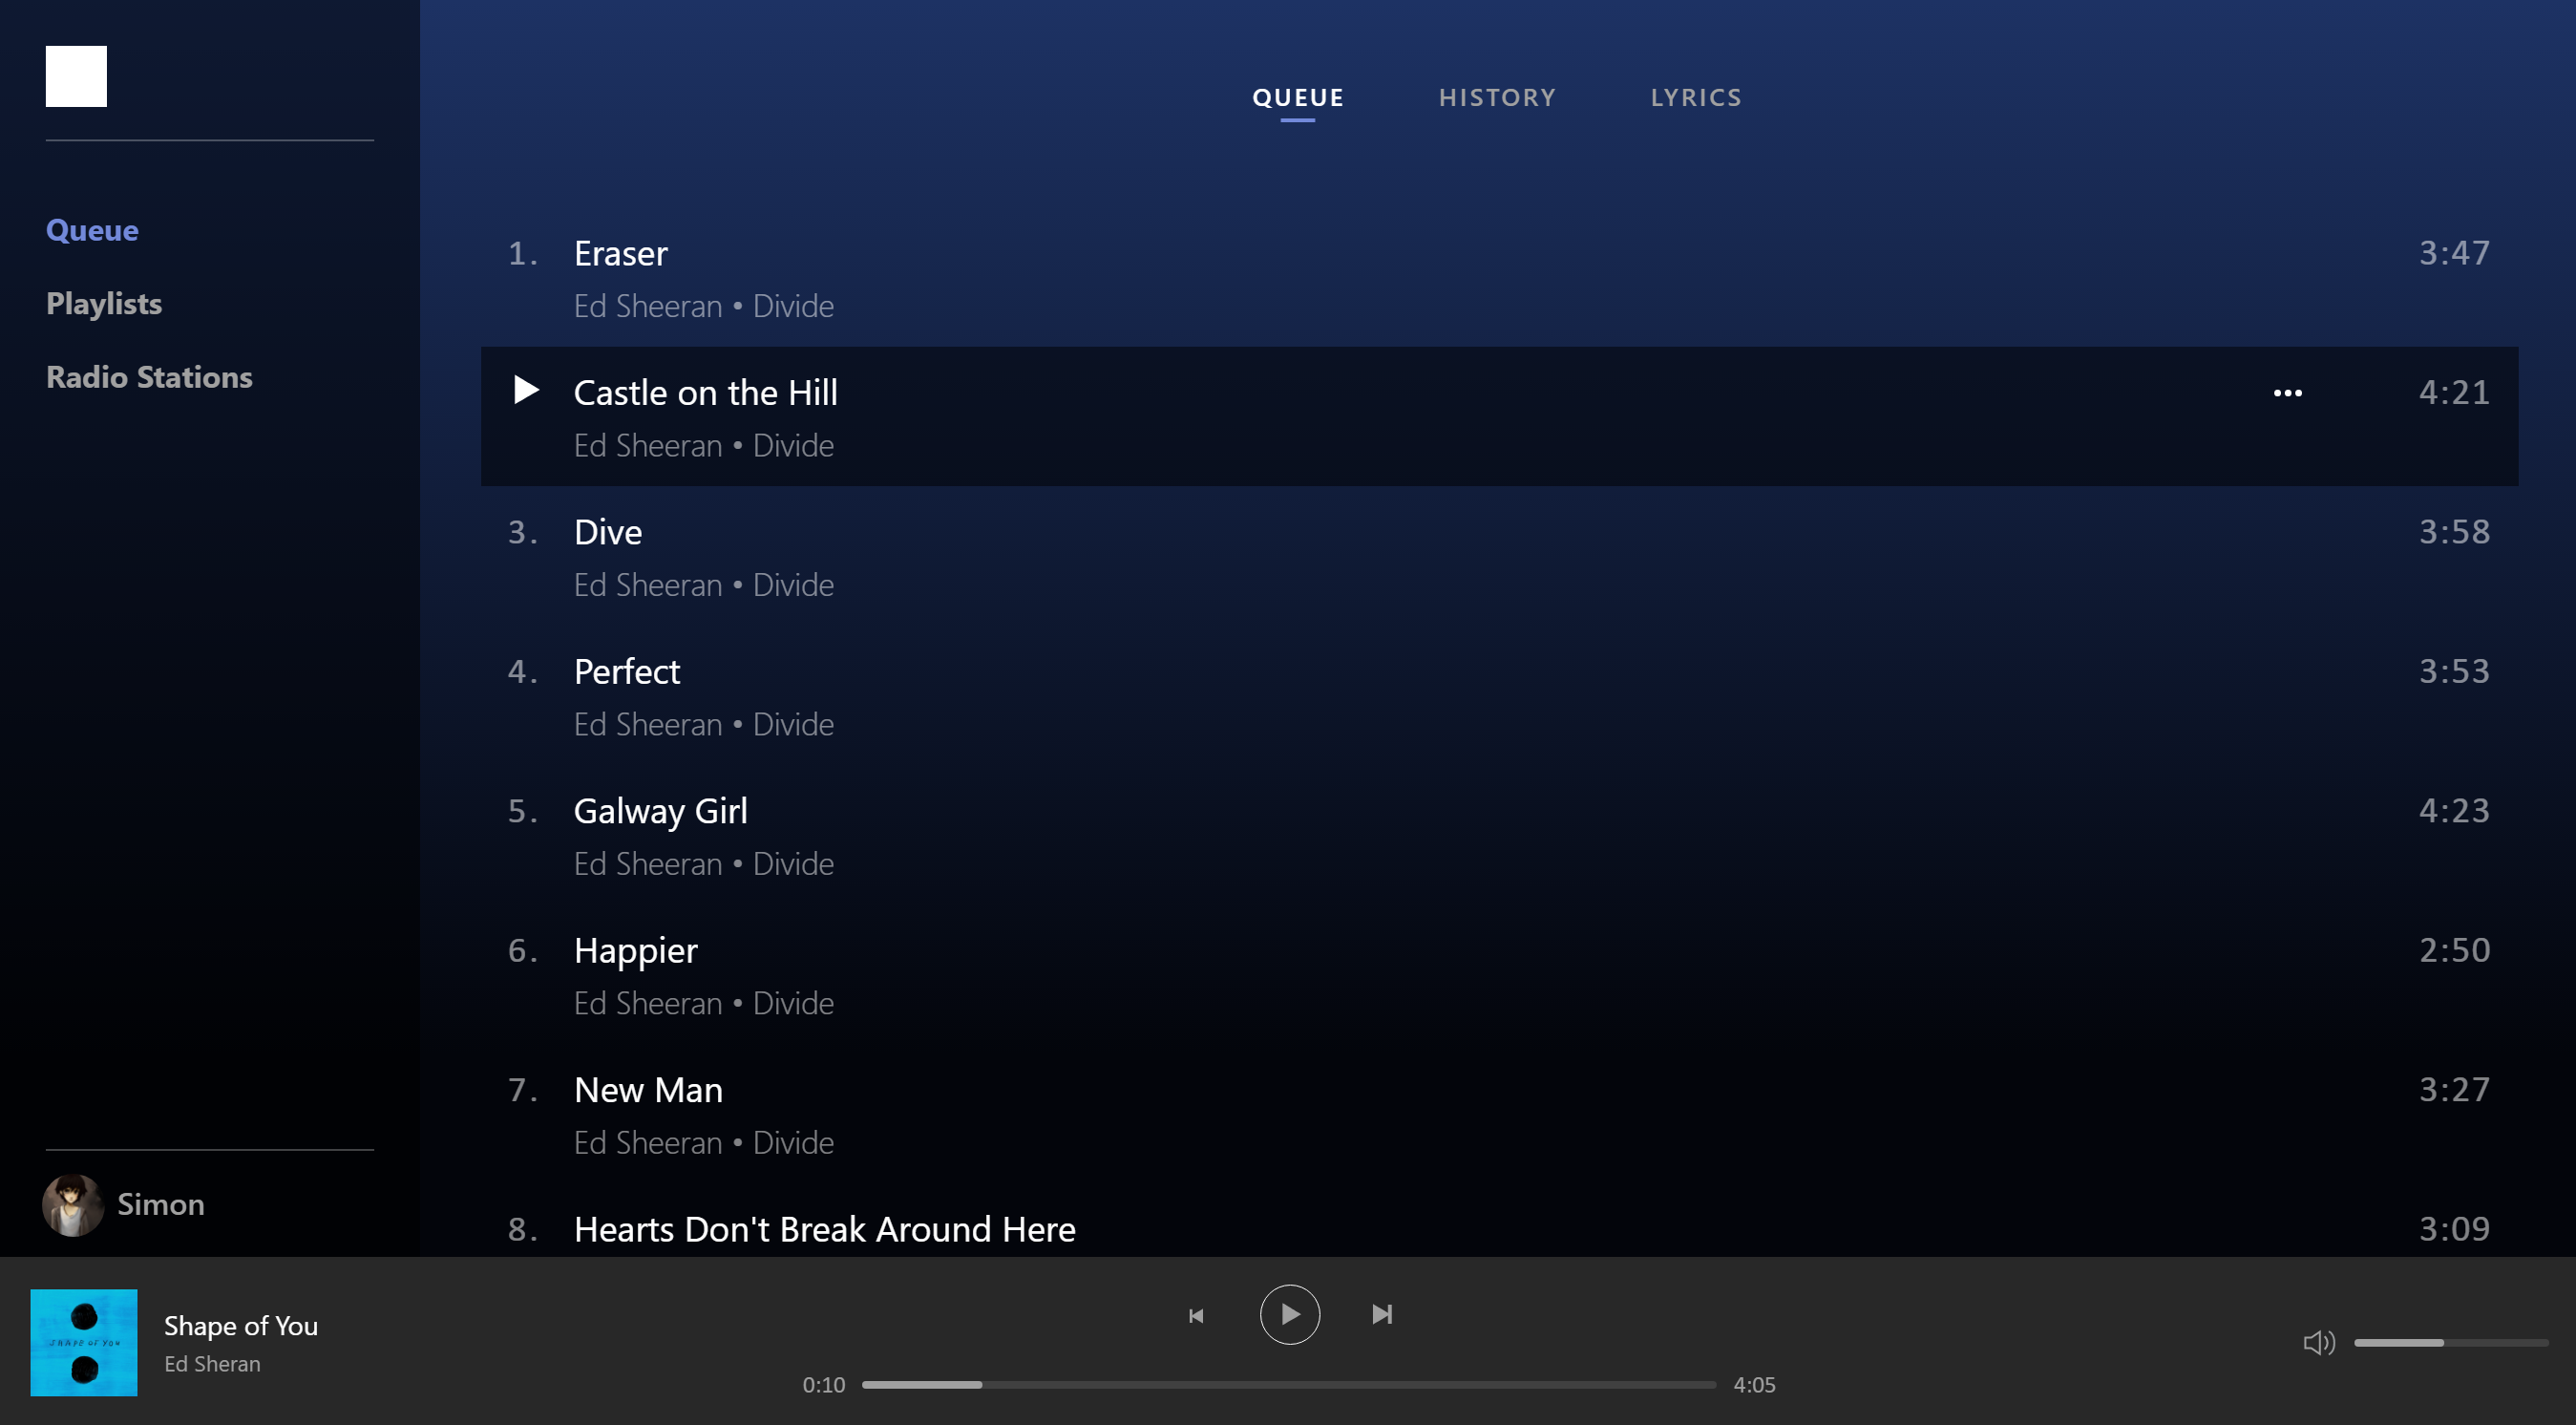 QUEUE HISTORY LYRICS
Queue
Playlists
Radio Stations
1. Eraser 3:47
Ed Sheeran • Divide
Castle on the Hill ••• 4:21
Ed Sheeran • Divide
3. Dive 3:58
Ed Sheeran • Divide
4. Perfect 3:53
Ed Sheeran • Divide
5. Galway Girl 4:23
Ed Sheeran • Divide
6. Happier 2:50
Ed Sheeran • Divide
7. New Man 3:27
Ed Sheeran • Divide
8. Hearts Don't Break Around Here 3:09
Simon
SHAPE OF YOU
Shape of You
Ed Sheran
0:10 4:05